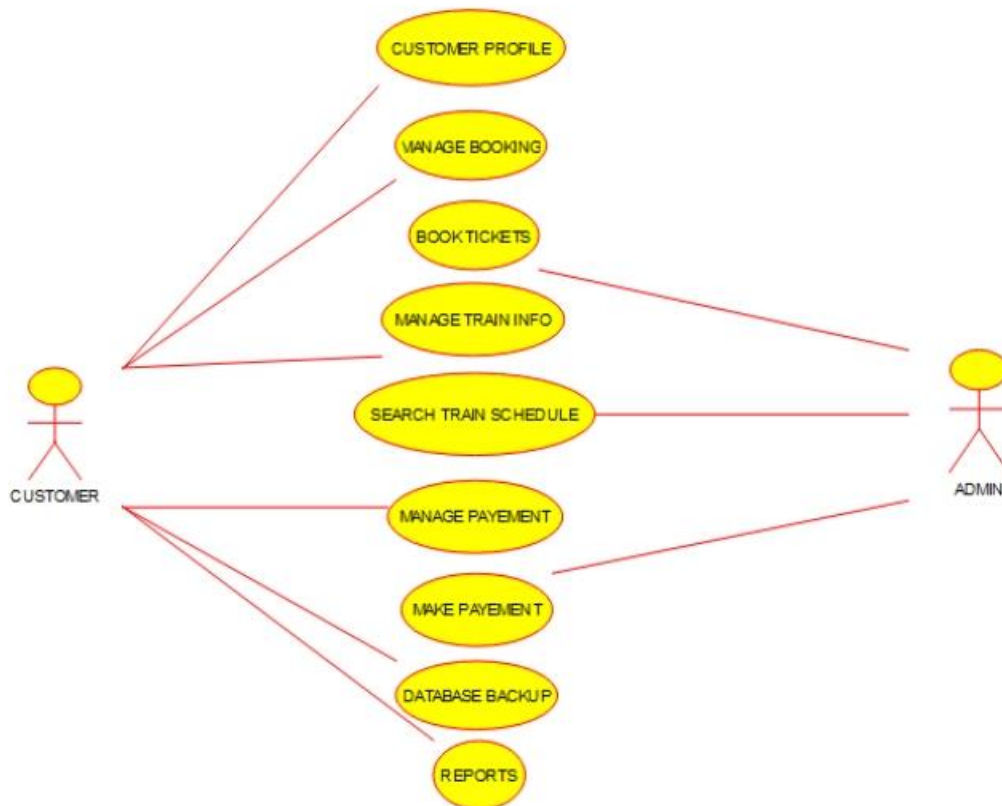 CUSTOMER PROFILE
MANAGE BOOKING
BOOK TICKETS
MANAGE TRAIN INFO
SEARCH TRAIN SCHEDULE
CUSTOMER
ADMIN
MANAGE PAYEMENT
MAKE PAYEMENT
DATABASE BACKUP
REPORTS